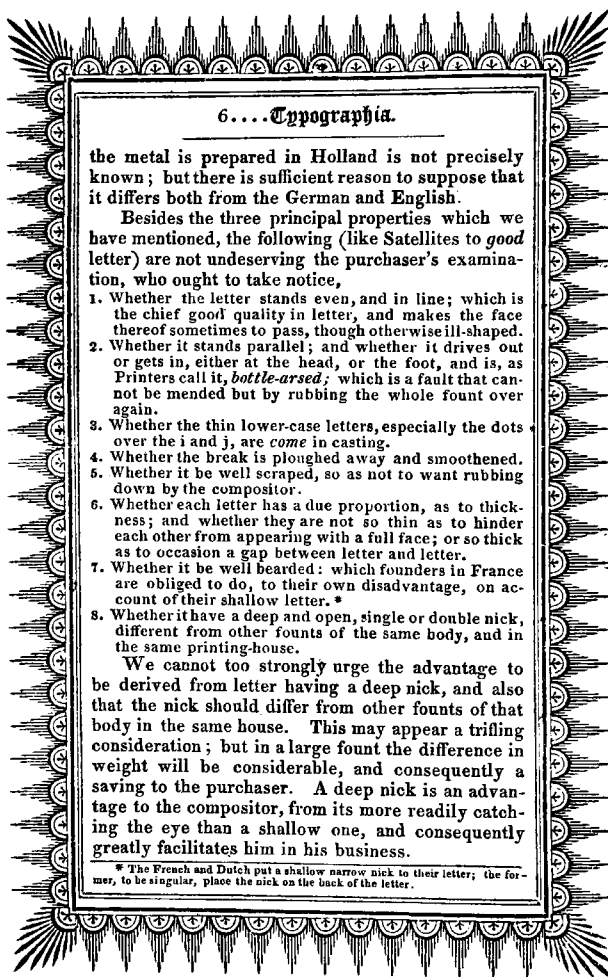 6....Typographia.
the metal is prepared in Holland is not precisely
known; but there is sufficient reason to suppose that
it differs both from the German and English.
Besides the three principal properties which we
have mentioned, the following (like Satellites to good
letter) are not undeserving the purchaser's examina-
tion, who ought to take notice,
1. Whether the letter stands even, and in line; which is
the chief good quality in letter, and makes the face
thereof sometimes to pass, though otherwise ill-shaped.
2. Whether it stands parallel; and whether it drives out
or gets in, either at the head, or the foot, and is, as
Printers call it, bottle-arsed; which is a fault that can-
not be mended but by rubbing the whole fount over
again.
3. Whether the thin lower-case letters, especially the dots
over the i and j, are come in casting.
4. Whether the break is ploughed away and smoothened.
5. Whether it be well scraped, so as not to want rubbing
down by the compositor.
6. Whether each letter has a due proportion, as to thick-
ness; and whether they are not so thin as to hinder
each other from appearing with a full face; or so thick
as to occasion a gap between letter and letter.
7. Whether it be well bearded: which founders in France
are obliged to do, to their own disadvantage, on ac-
count of their shallow letter.*
8. Whether it have a deep and open, single or double nick,
different from other founts of the same body, and in
the same printing-house.
We cannot too strongly urge the advantage to
be derived from letter having a deep nick, and also
that the nick should differ from other founts of that
body in the same house. This may appear a trifling
consideration; but in a large fount the difference in
weight will be considerable, and consequently a
saving to the purchaser. A deep nick is an advan-
tage to the compositor, from its more readily catch-
ing the eye than a shallow one, and consequently
greatly facilitates him in his business.
* The French and Dutch put a shallow narrow nick to their letter; the for-
mer, to be singular, place the nick on the back of the letter.